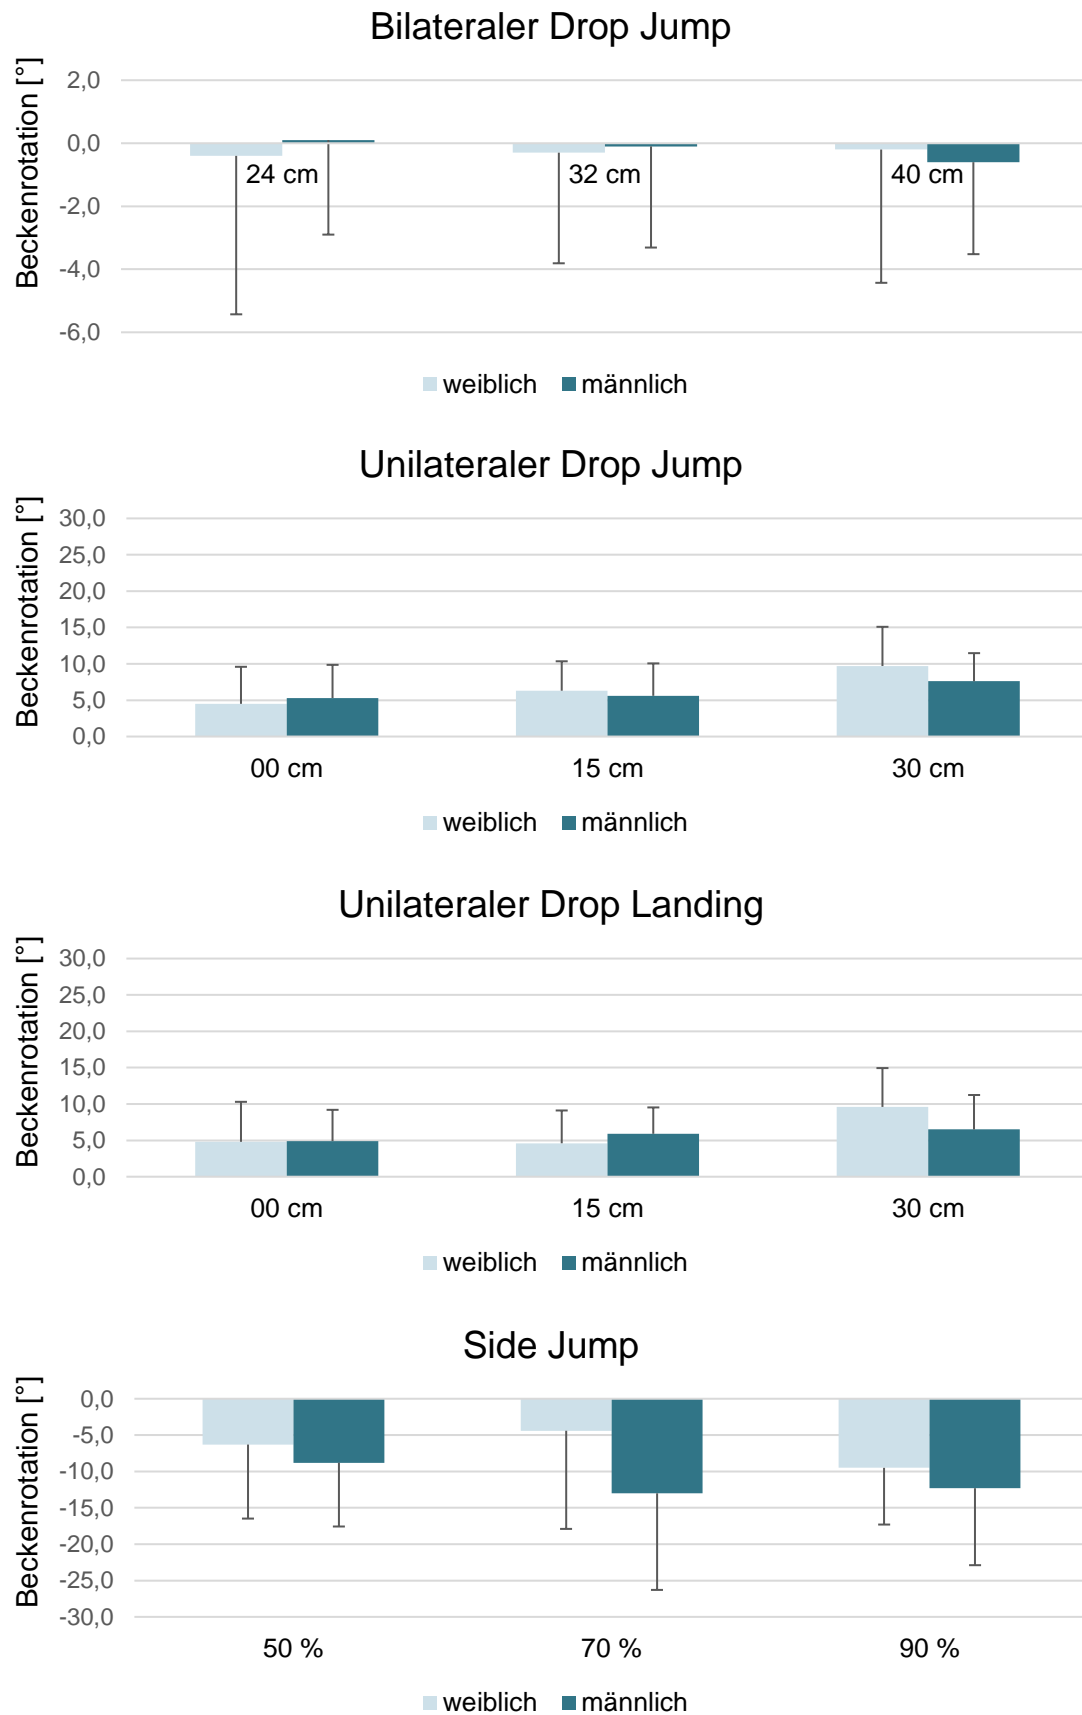 Bilateraler Drop Jump
Beckenrotation [°]
2,0
0,0
-2,0
-4,0
-6,0
24 cm 32 cm 40 cm
weiblich männlich
Unilateraler Drop Jump
Beckenrotation [°]
30,0
25,0
20,0
15,0
10,0
5,0
0,0
00 cm 15 cm 30 cm
weiblich männlich
Unilateraler Drop Landing
Beckenrotation [°]
30,0
25,0
20,0
15,0
10,0
5,0
0,0
00 cm 15 cm 30 cm
weiblich männlich
Side Jump
Beckenrotation [°]
0,0
-5,0
-10,0
-15,0
-20,0
-25,0
-30,0
50 % 70 % 90 %
weiblich männlich